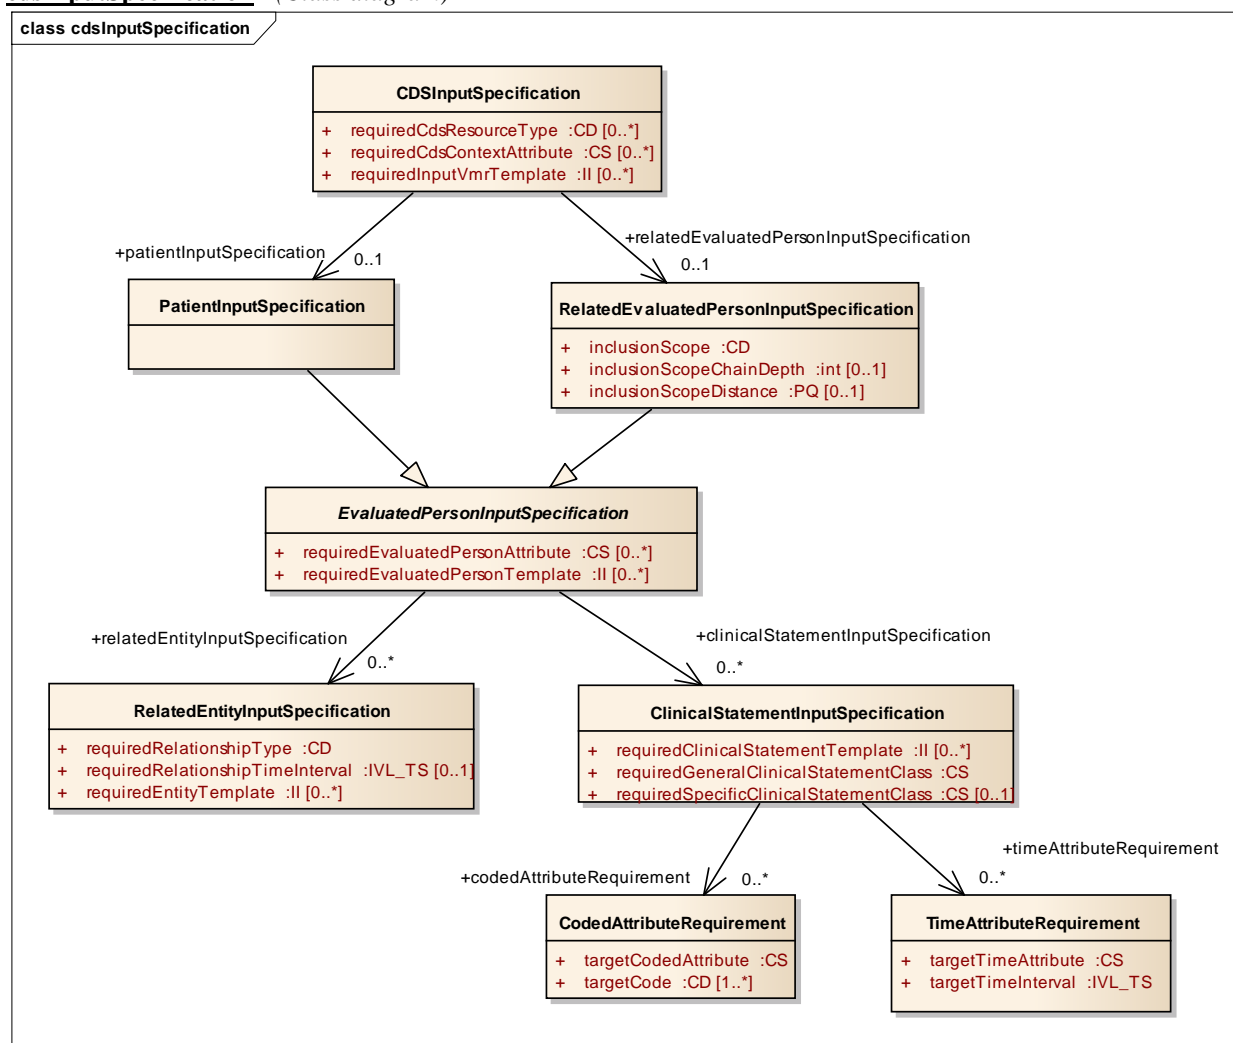 (Class diagram)
class cdsInputSpecification
CDSInputSpecification
+ requiredCdsResourceType :CD [0..*]
+ requiredCdsContextAttribute :CS [0..*]
+ requiredInputVmrTemplate :II [0..*]
+patientInputSpecification
0..1
+relatedEvaluatedPersonInputSpecification
0..1
PatientInputSpecification
RelatedEvaluatedPersonInputSpecification
+ inclusionScope :CD
+ inclusionScopeChainDepth :int [0..1]
+ inclusionScopeDistance :PQ [0..1]
EvaluatedPersonInputSpecification
+ requiredEvaluatedPersonAttribute :CS [0..*]
+ requiredEvaluatedPersonTemplate :II [0..*]
+relatedEntityInputSpecification
0..*
+clinicalStatementInputSpecification
0..*
RelatedEntityInputSpecification
+ requiredRelationshipType :CD
+ requiredRelationshipTimeInterval :IVL_TS [0..1]
+ requiredEntityTemplate :II [0..*]
ClinicalStatementInputSpecification
+ requiredClinicalStatementTemplate :II [0..*]
+ requiredGeneralClinicalStatementClass :CS
+ requiredSpecificClinicalStatementClass :CS [0..1]
+codedAttributeRequirement
0..*
+timeAttributeRequirement
0..*
CodedAttributeRequirement
+ targetCodedAttribute :CS
+ targetCode :CD [1..*]
TimeAttributeRequirement
+ targetTimeAttribute :CS
+ targetTimeInterval :IVL_TS